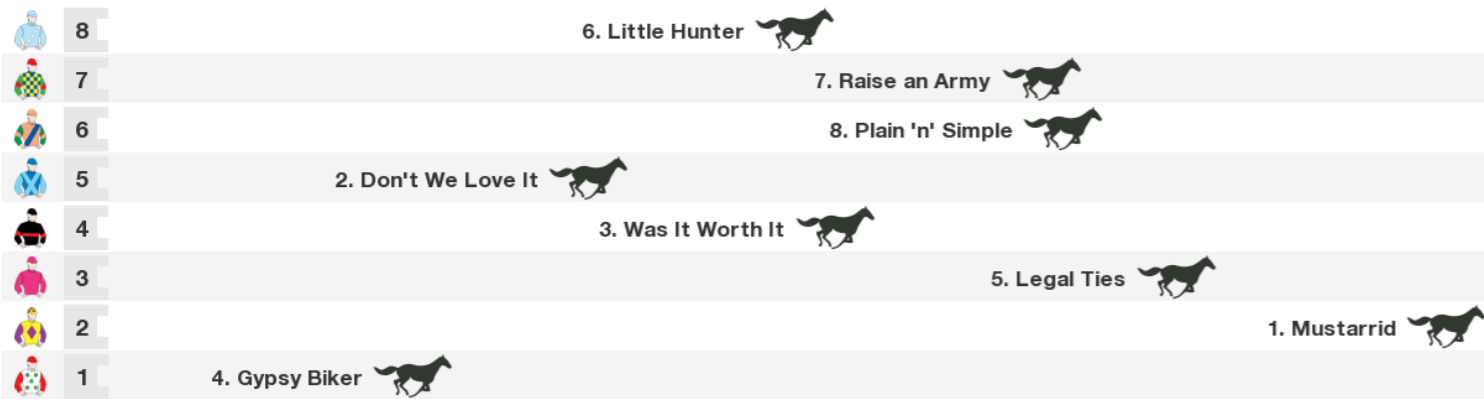 8 6. Little Hunter
7 7. Raise an Army
6 8. Plain 'n' Simple
5 2. Don't We Love It
4 3. Was It Worth It
3 5. Legal Ties
2 1. Mustarrid
1 4. Gypsy Biker